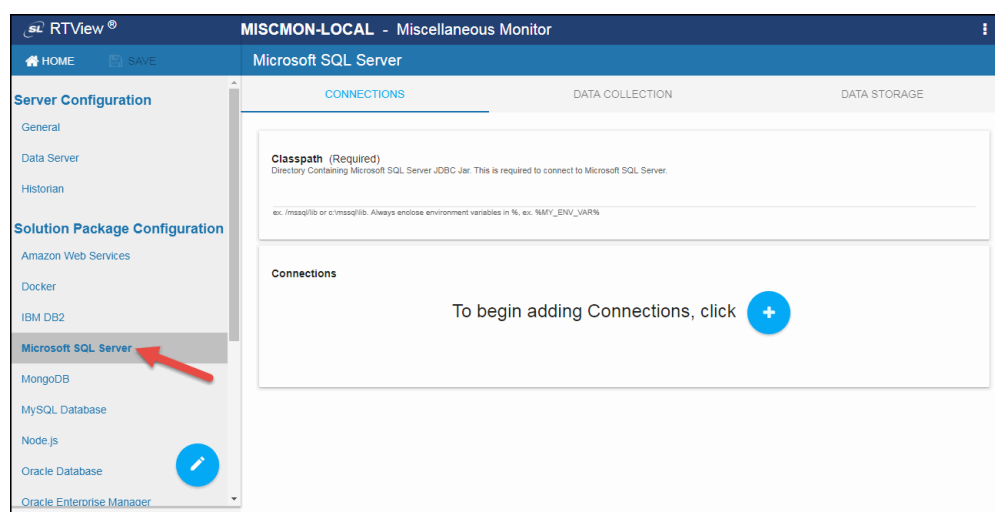 SL RTView ®
MISCMON-LOCAL - Miscellaneous Monitor
HOME
SAVE
Microsoft SQL Server
Server Configuration
General
Data Server
Historian
Solution Package Configuration
Amazon Web Services
Docker
IBM DB2
Microsoft SQL Server
MongoDB
MySQL Database
Node.js
Oracle Database
Oracle Enterprise Manager
CONNECTIONS
DATA COLLECTION
DATA STORAGE
Classpath (Required)
Directory Containing Microsoft SQL Server JDBC Jar. This is required to connect to Microsoft SQL Server.
ex. /mssql/lib or c:\mssql\lib. Always enclose environment variables in %, ex. %MY_ENV_VAR%
Connections
To begin adding Connections, click